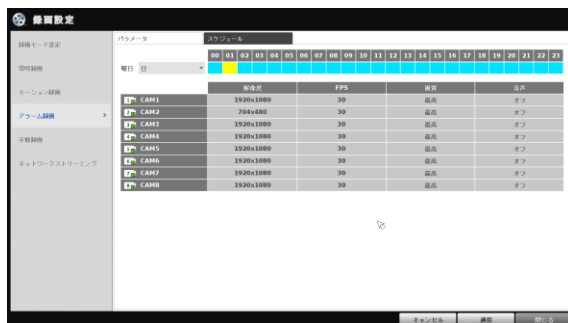 録画設定
録画モード設定
常時録画
モーション録画
アラーム録画 >
手動録画
ネットワークストリーミング
パラメータ スケジュール
00 01 02 03 04 05 06 07 08 09 10 11 12 13 14 15 16 17 18 19 20 21 22 23
曜日 日
解像度 FPS 画質 音声
1 CAM1 1920x1080 30 最高 オフ
2 CAM2 704x480 30 最高 オフ
3 CAM3 1920x1080 30 最高 オフ
4 CAM4 1920x1080 30 最高 オフ
5 CAM5 1920x1080 30 最高 オフ
6 CAM6 1920x1080 30 最高 オフ
7 CAM7 1920x1080 30 最高 オフ
8 CAM8 1920x1080 30 最高 オフ
キャンセル 適用 閉じる